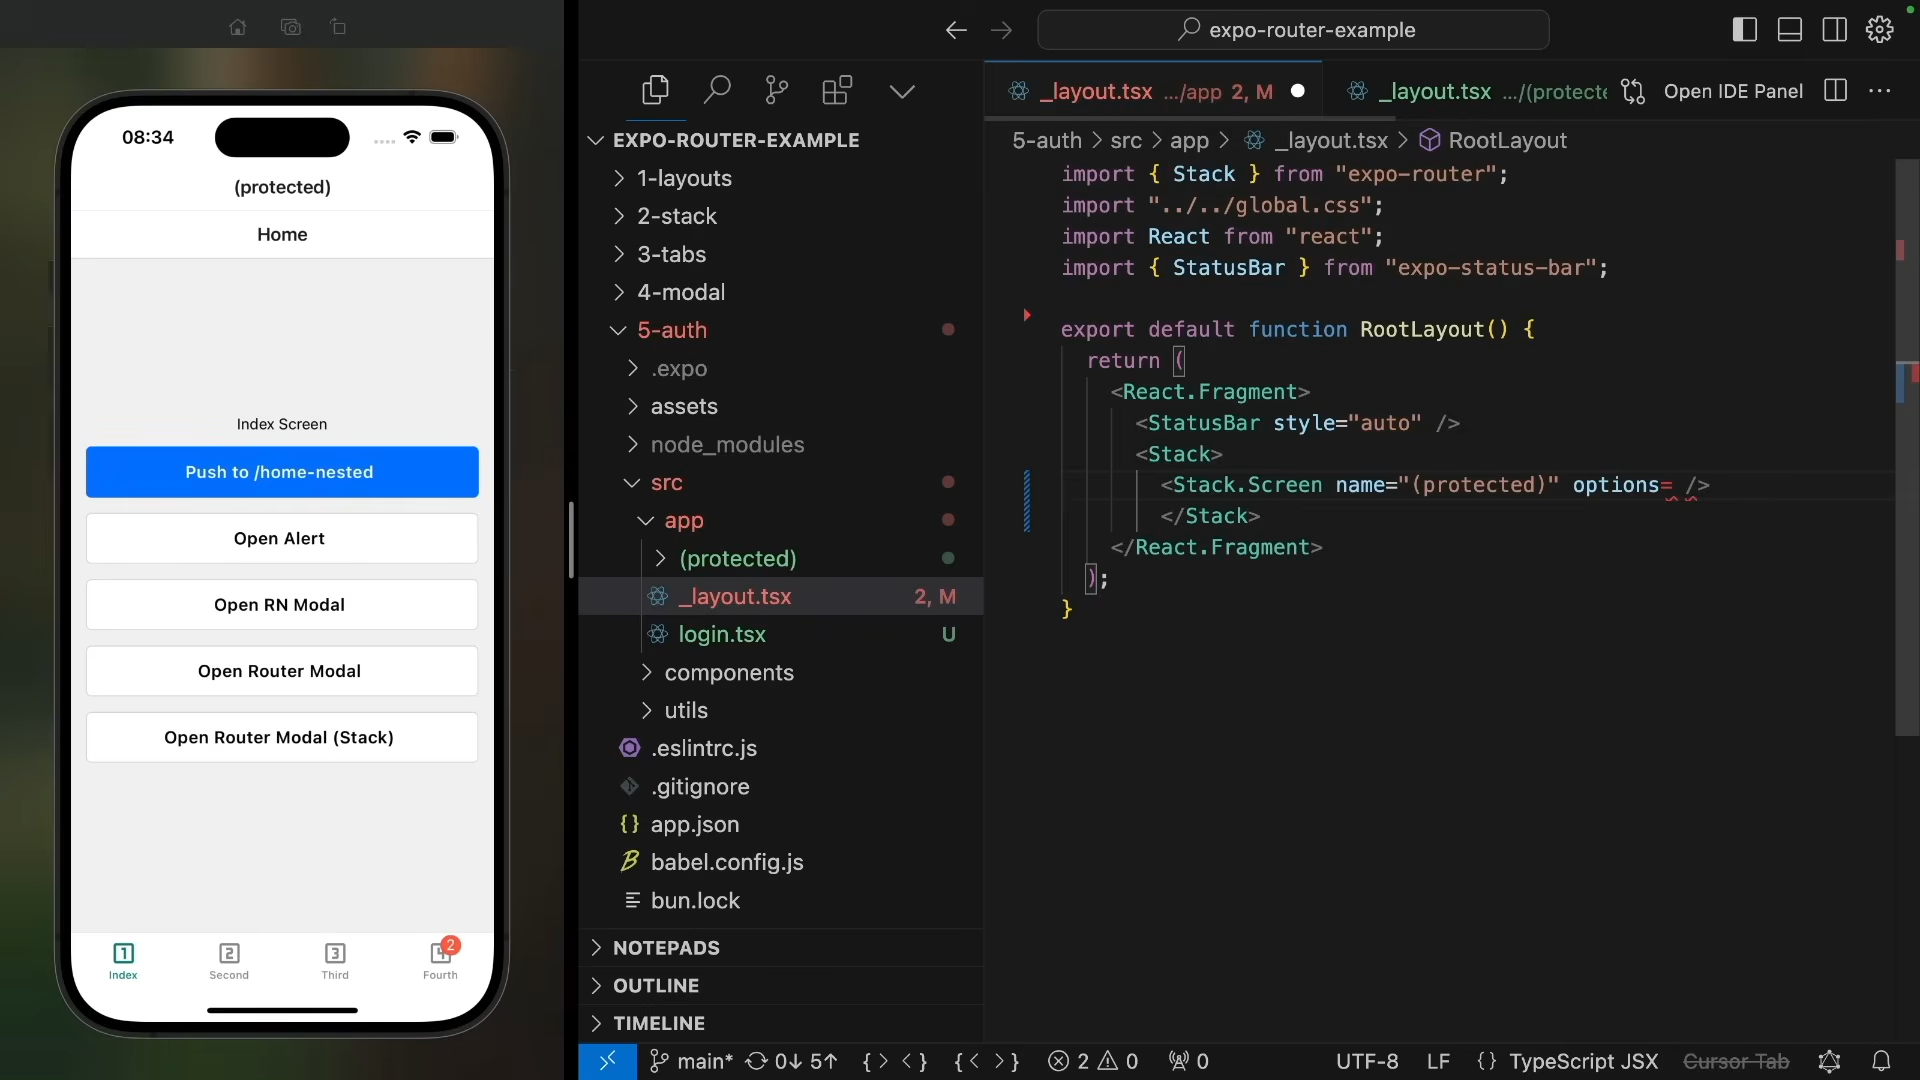 08:34
(protected)
Home
Index Screen
Push to /home-nested
Open Alert
Open RN Modal
Open Router Modal
Open Router Modal (Stack)
1 2 3 4 2
Index Second Third Fourth
expo-router-example
EXPO-ROUTER-EXAMPLE
1-layouts
2-stack
3-tabs
4-modal
5-auth
.expo
assets
node_modules
src
app
(protected)
_layout.tsx 2, M
login.tsx U
components
utils
.eslintrc.js
.gitignore
{} app.json
babel.config.js
bun.lock
NOTEPADS
OUTLINE
TIMELINE
_layout.tsx .../app 2, M
_layout.tsx .../(protecte
Open IDE Panel
5-auth > src > app > _layout.tsx > RootLayout
import { Stack } from "expo-router";
import "../../global.css";
import React from "react";
import { StatusBar } from "expo-status-bar";
export default function RootLayout() {
return (
<React.Fragment>
<StatusBar style="auto" />
<Stack>
<Stack.Screen name="(protected)" options= />
</Stack>
</React.Fragment>
);
}
main* 0↓ 5↑ { > < } { < > } 2 0 0
UTF-8 LF {} TypeScript JSX Cursor Tab